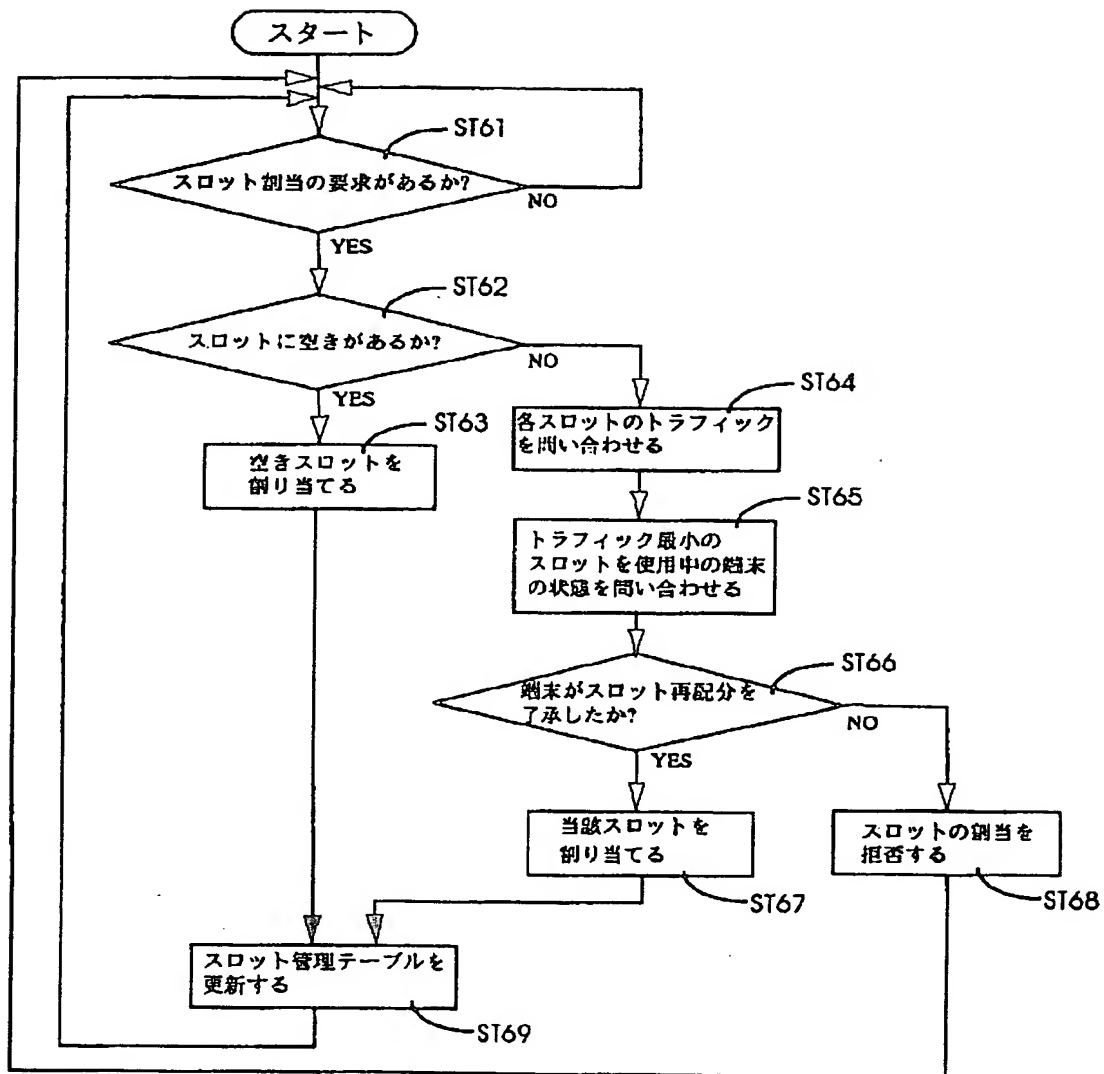 スタート
ST61
スロット割当の要求があるか?
NO
YES
ST62
スロットに空きがあるか?
NO
YES
ST63
空きスロットを
割り当てる
ST64
各スロットのトラフィック
を問い合わせる
ST65
トラフィック最小の
スロットを使用中の端末
の状態を問い合わせる
ST66
端末がスロット再配分を
了承したか?
NO
YES
当該スロットを
割り当てる
ST67
スロットの割当を
拒否する
ST68
スロット管理テーブルを
更新する
ST69